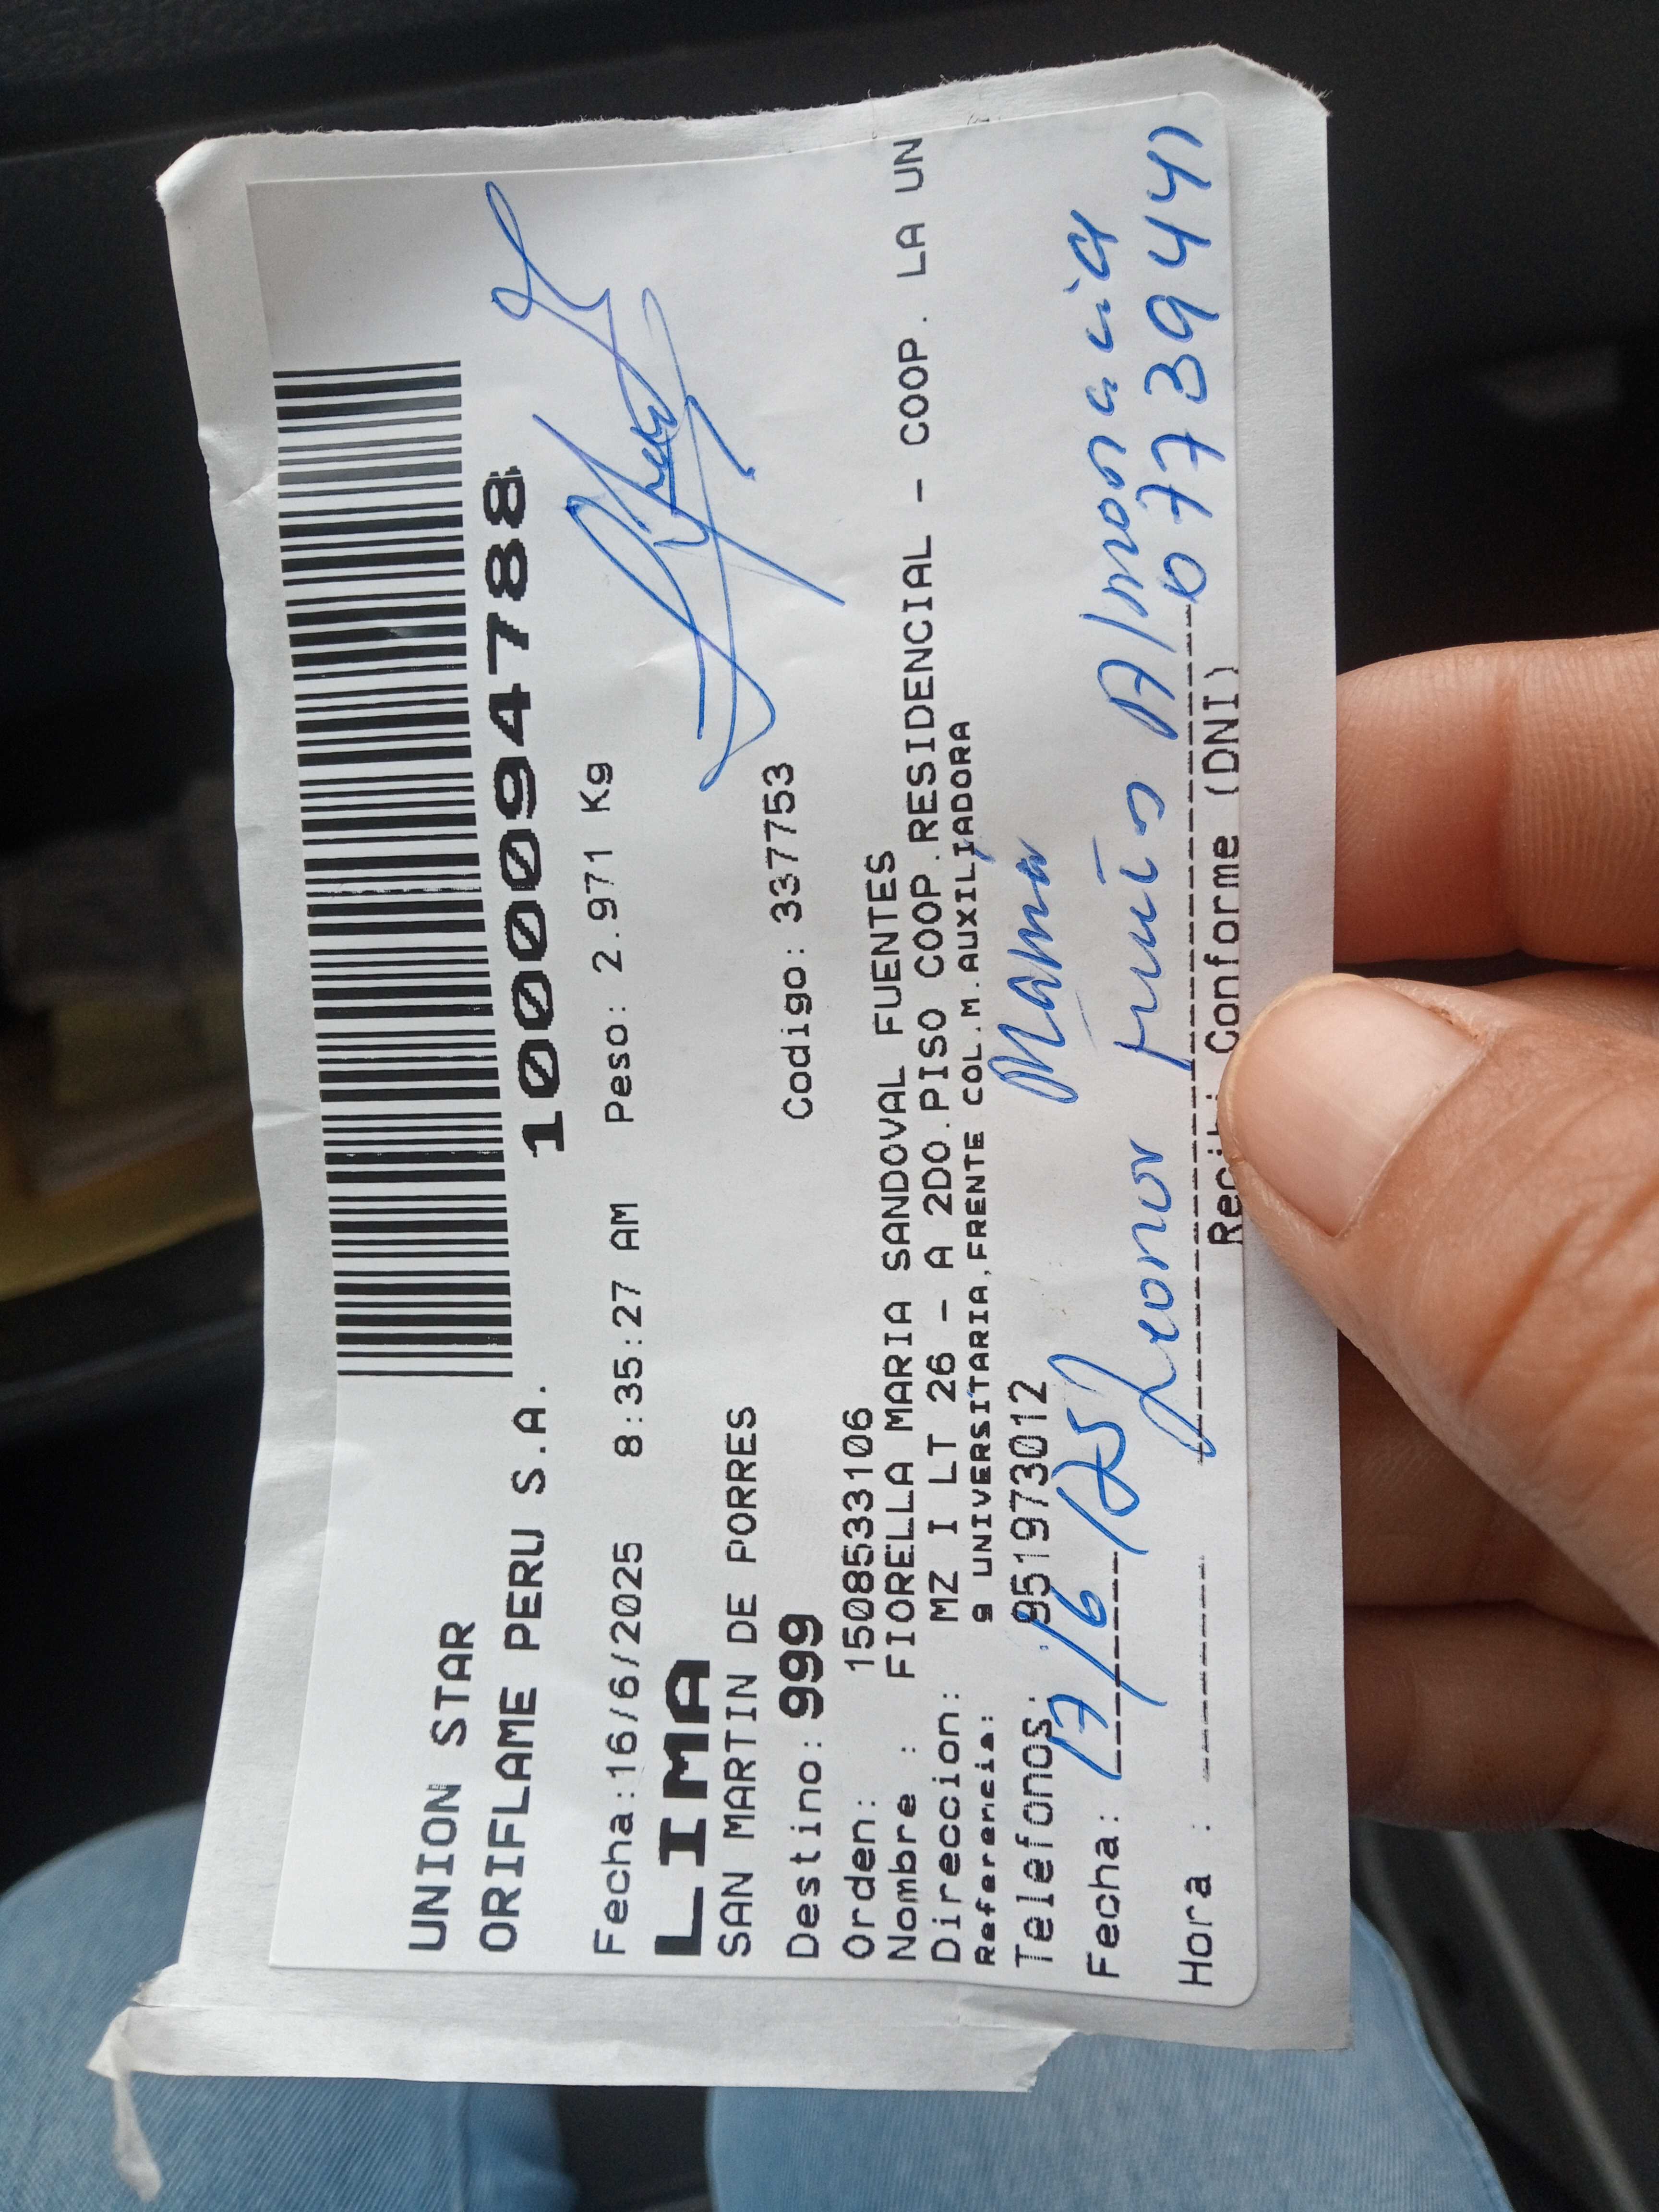 UNION STAR
ORIFLAME PERU S.A.
1000094788
Fecha:16/6/2025 8:35:27 AM Peso: 2.971 Kg
LIMA
SAN MARTIN DE PORRES
Destino: 999 Codigo: 337753
Orden: 1508533106
Nombre : FIORELLA MARIA SANDOVAL FUENTES
Direccion: MZ I LT 26 - A 2DO.PISO COOP.RESIDENCIAL - COOP. LA UN
Referencia: 9 UNIVERSITARIA,FRENTE COL.M.AUXILIADORA
Telefonos: 951973012
Mamá
Fecha: 17/6/25
Leonor Almonacid
Hora : 6773944
Conforme (DNI)